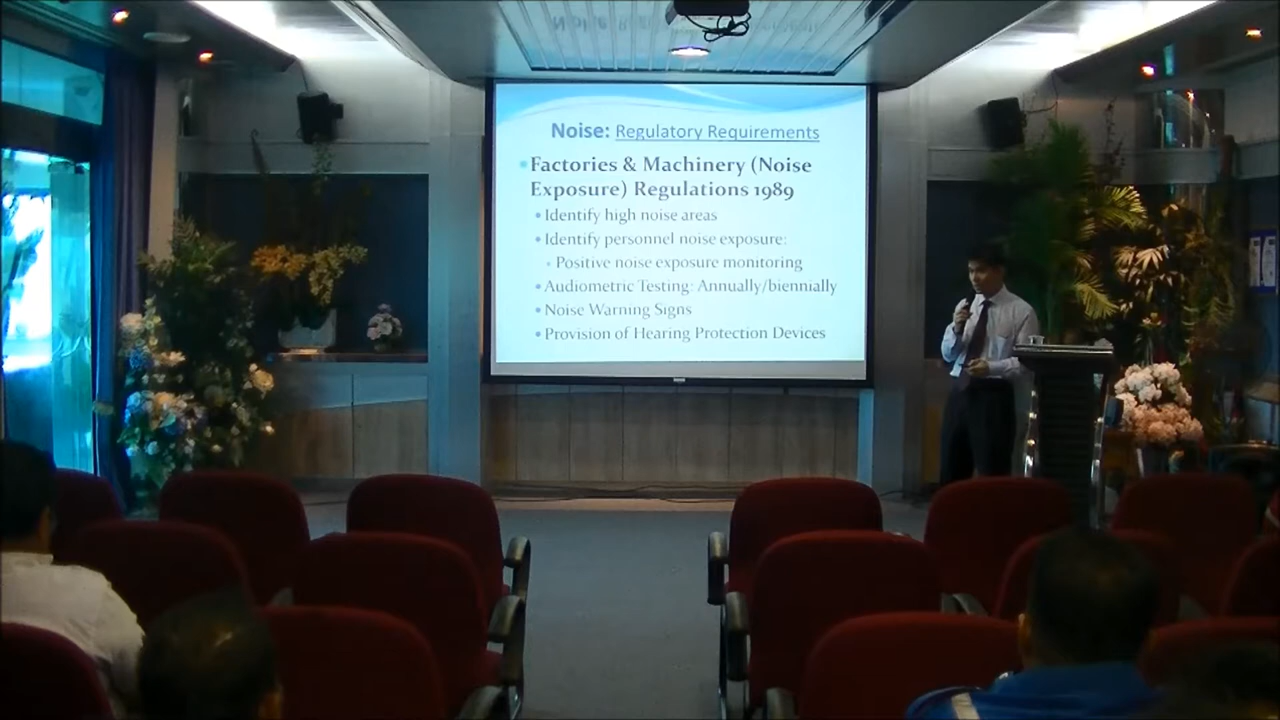 Noise: Regulatory Requirements
•Factories & Machinery (Noise
Exposure) Regulations 1989
• Identify high noise areas
• Identify personnel noise exposure:
• Positive noise exposure monitoring
• Audiometric Testing: Annually/biennially
• Noise Warning Signs
• Provision of Hearing Protection Devices